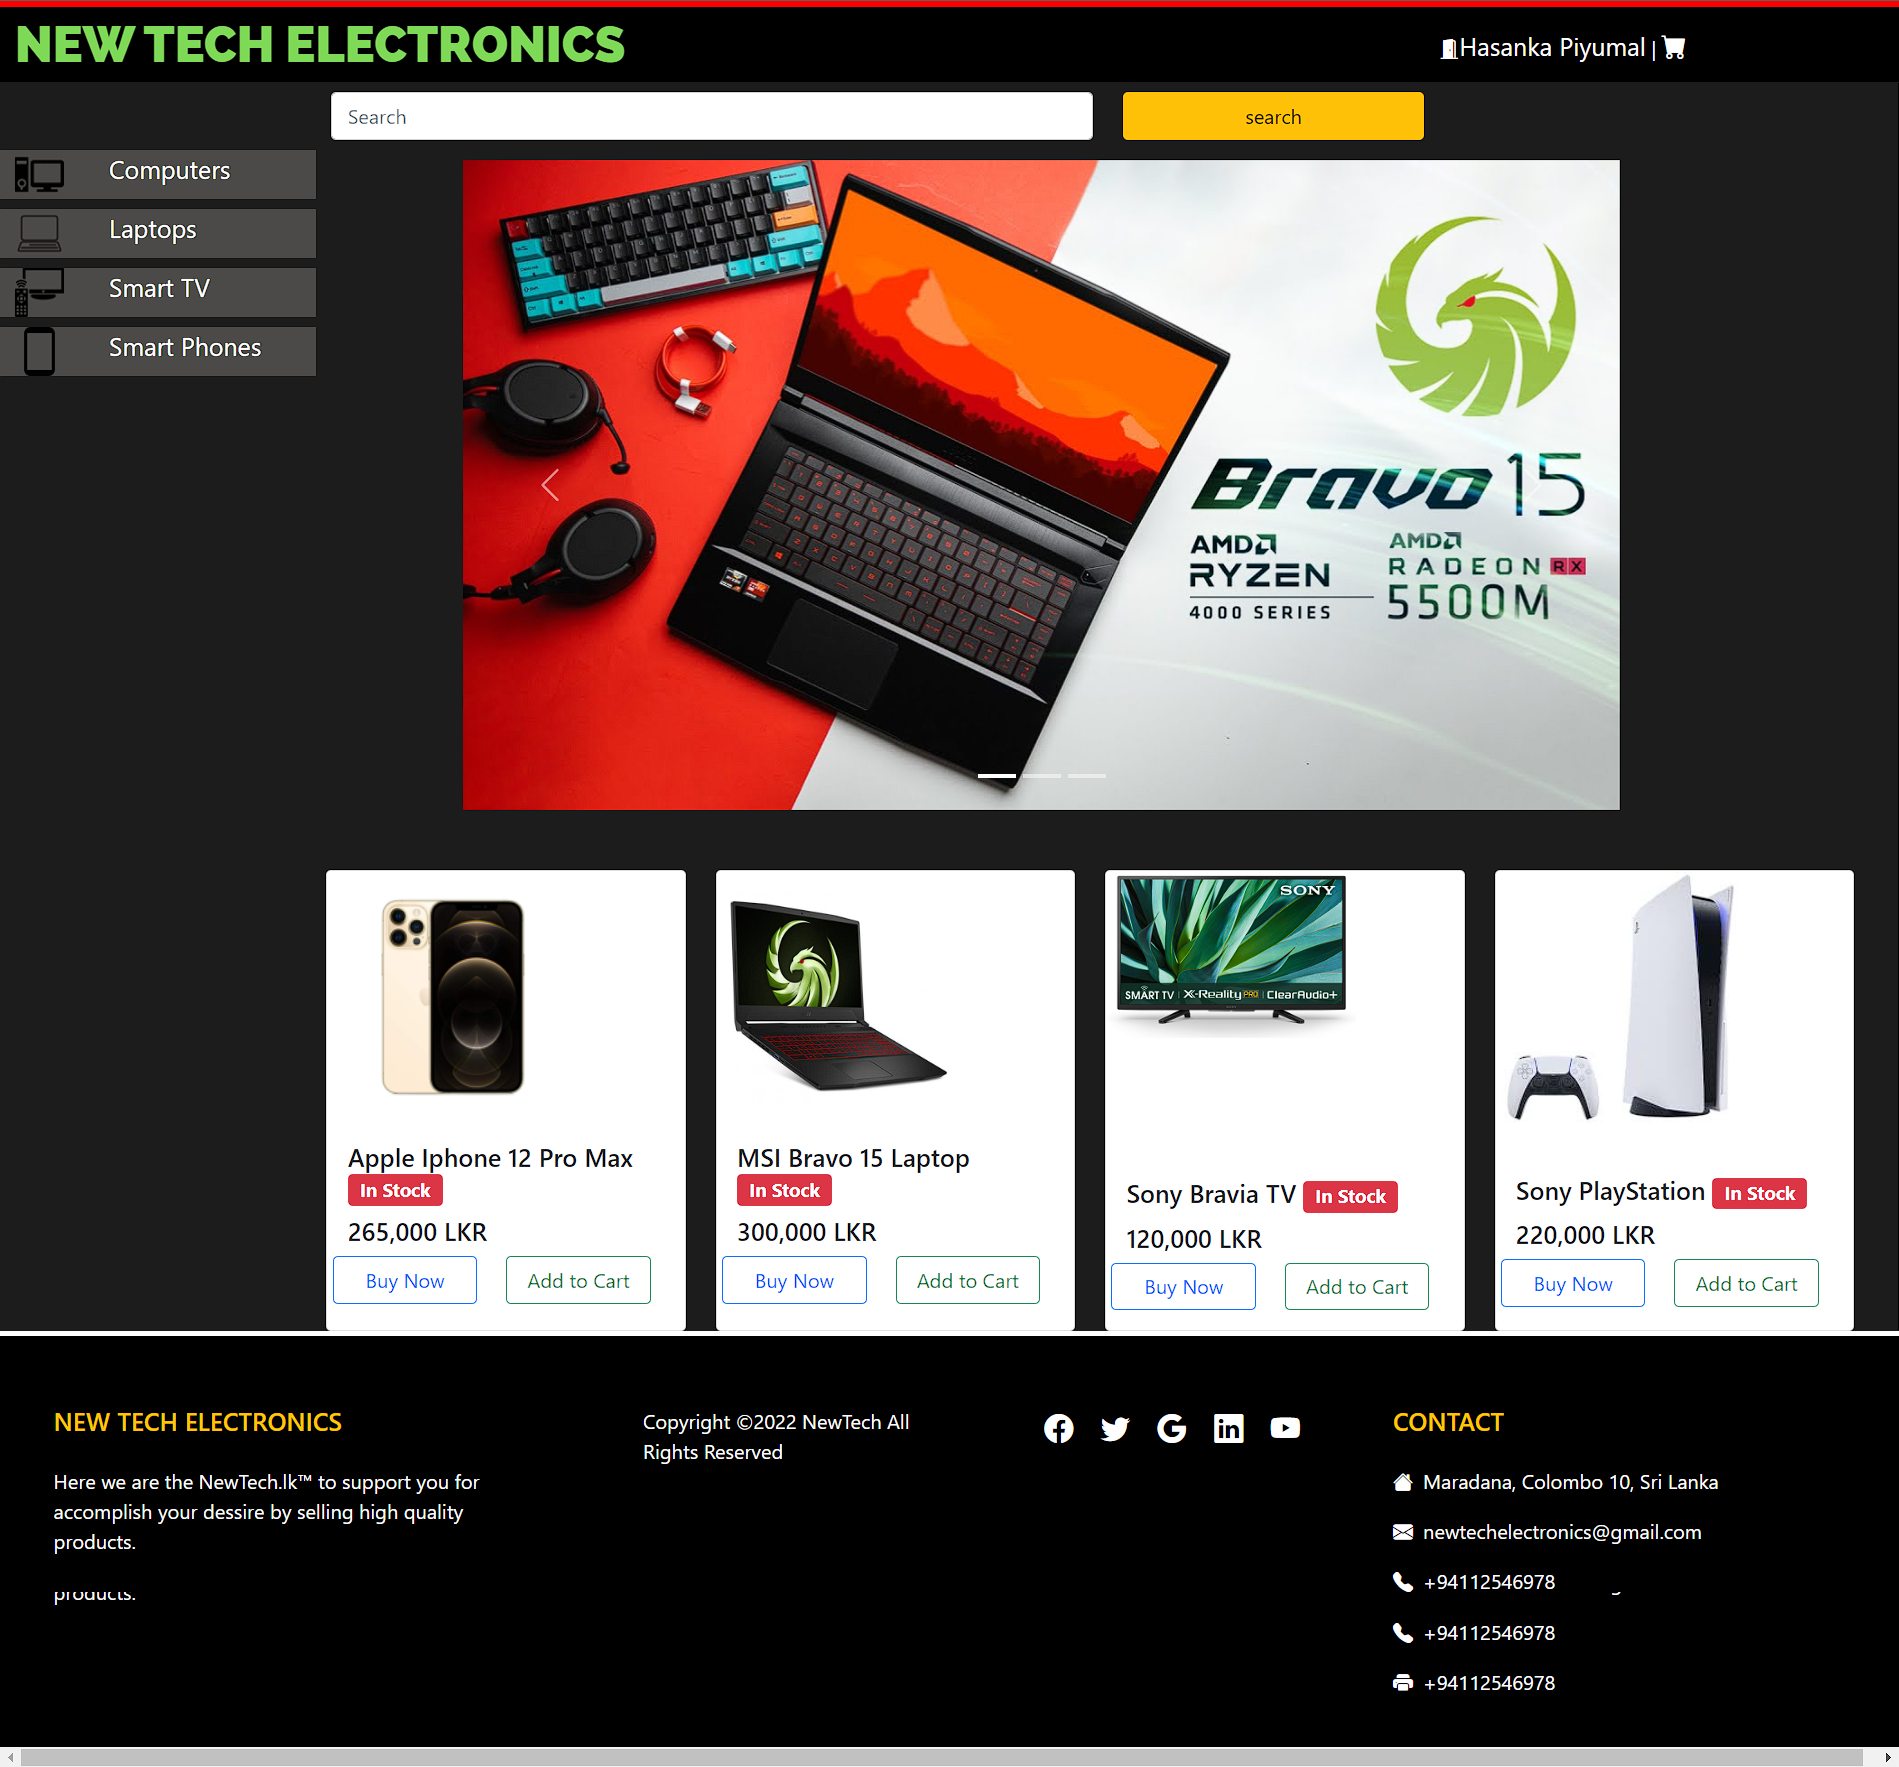 NEW TECH ELECTRONICS
Hasanka Piyumal |
Search
search
Computers
Laptops
Smart TV
Smart Phones
Bravo 15
AMD
RYZEN
4000 SERIES
AMD
RADEON RX
5500M
SONY
SMART TV | X-Reality PRO | ClearAudio+
Apple Iphone 12 Pro Max
In Stock
265,000 LKR
Buy Now
Add to Cart
MSI Bravo 15 Laptop
In Stock
300,000 LKR
Buy Now
Add to Cart
Sony Bravia TV In Stock
120,000 LKR
Buy Now
Add to Cart
Sony PlayStation In Stock
220,000 LKR
Buy Now
Add to Cart
NEW TECH ELECTRONICS
Here we are the NewTech.lk™ to support you for
accomplish your dessire by selling high quality
products.
products.
Copyright ©2022 NewTech All
Rights Reserved
CONTACT
Maradana, Colombo 10, Sri Lanka
newtechelectronics@gmail.com
+94112546978
+94112546978
+94112546978